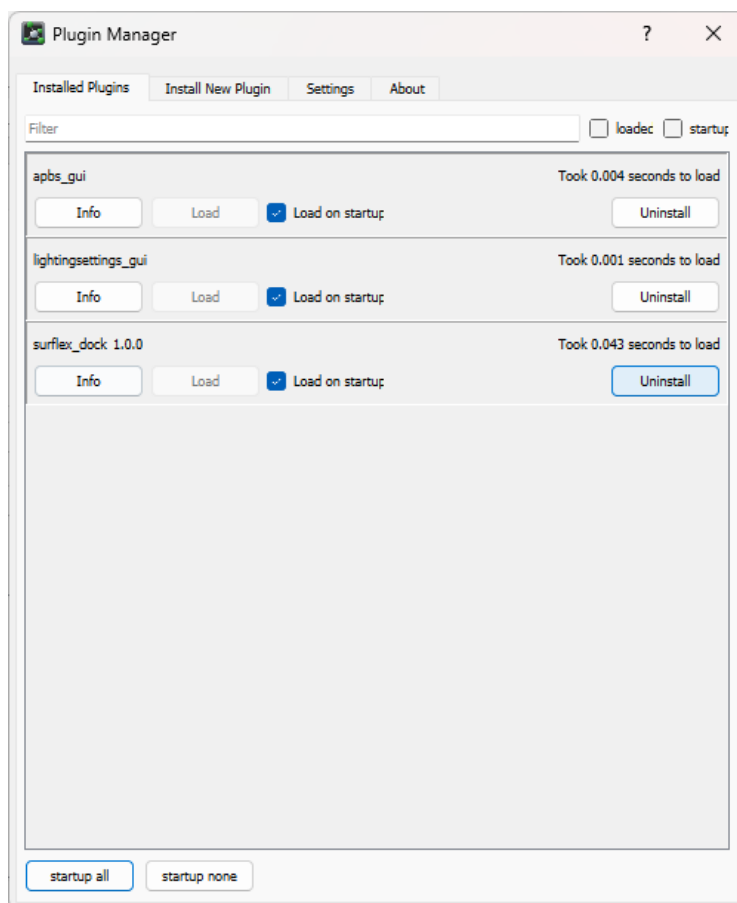 Plugin Manager
?
Installed Plugins Install New Plugin Settings About
Filter loaded startup
apbs_gui Took 0.004 seconds to load
Info Load Load on startup Uninstall
lightingsettings_gui Took 0.001 seconds to load
Info Load Load on startup Uninstall
surflex_dock 1.0.0 Took 0.043 seconds to load
Info Load Load on startup Uninstall
startup all startup none